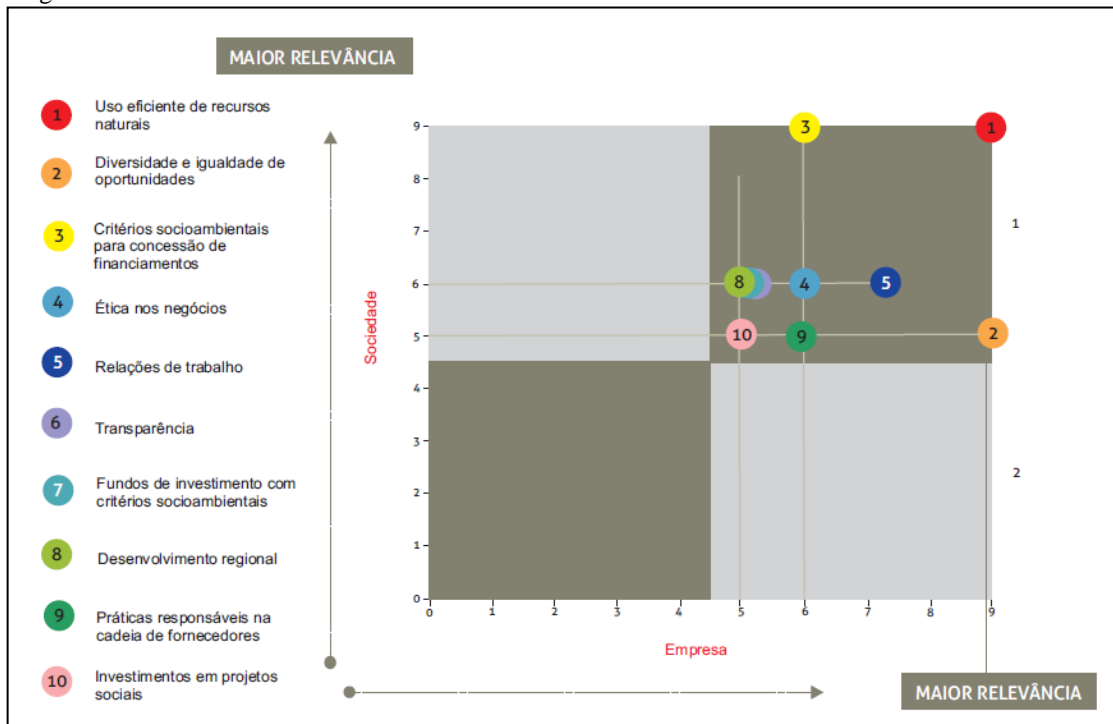 MAIOR RELEVÂNCIA
1 Uso eficiente de recursos
naturais
2 Diversidade e igualdade de
oportunidades
3 Critérios socioambientais
para concessão de
financiamentos
4 Ética nos negócios
5 Relações de trabalho
6 Transparência
7 Fundos de investimento com
critérios socioambientais
8 Desenvolvimento regional
9 Práticas responsáveis na
cadeia de fornecedores
10 Investimentos em projetos
sociais
Sociedade
9
8
7
6
5
4
3
2
1
0
3
1
8
4
5
10
9
2
1
2
0 1 2 3 4 5 6 7 8 9
Empresa
MAIOR RELEVÂNCIA